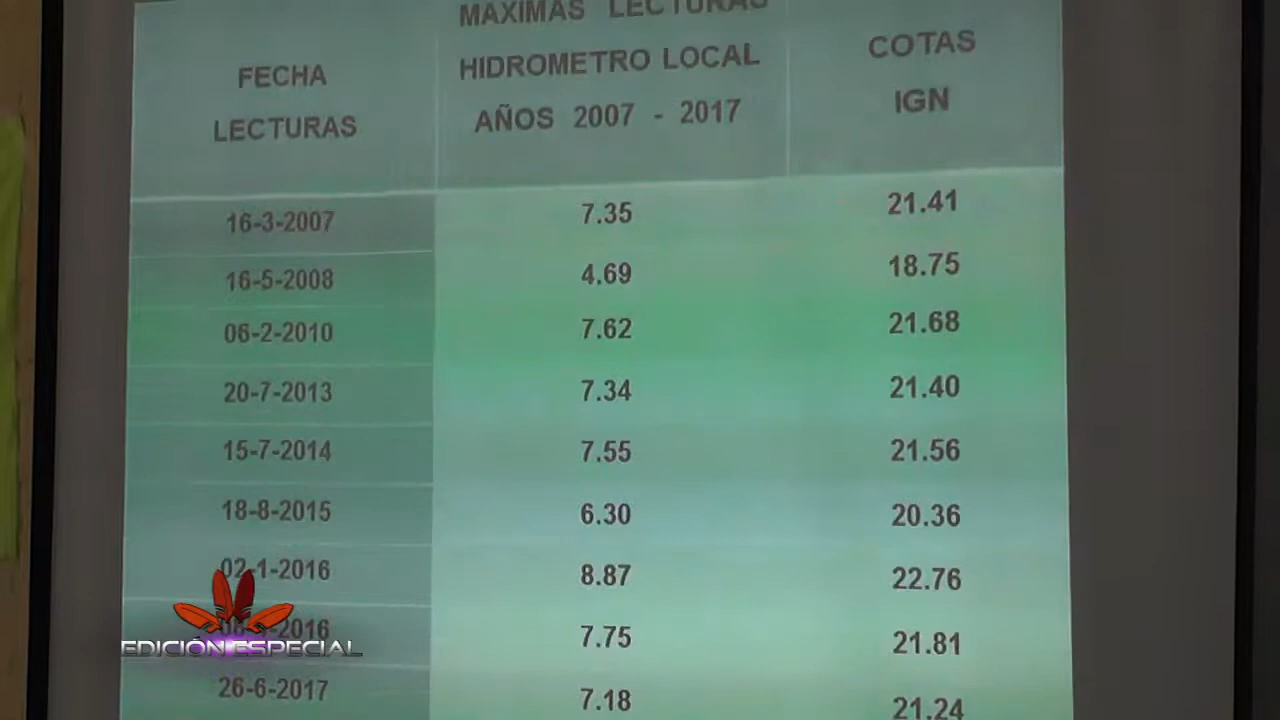 MAXIMAS LECTURAS
HIDROMETRO LOCAL
AÑOS 2007 - 2017
FECHA
LECTURAS
COTAS
IGN
16-3-2007 7.35 21.41
16-5-2008 4.69 18.75
06-2-2010 7.62 21.68
20-7-2013 7.34 21.40
15-7-2014 7.55 21.56
18-8-2015 6.30 20.36
02-1-2016 8.87 22.76
2016 7.75 21.81
26-6-2017 7.18 21.24
EDICIÓN ESPECIAL